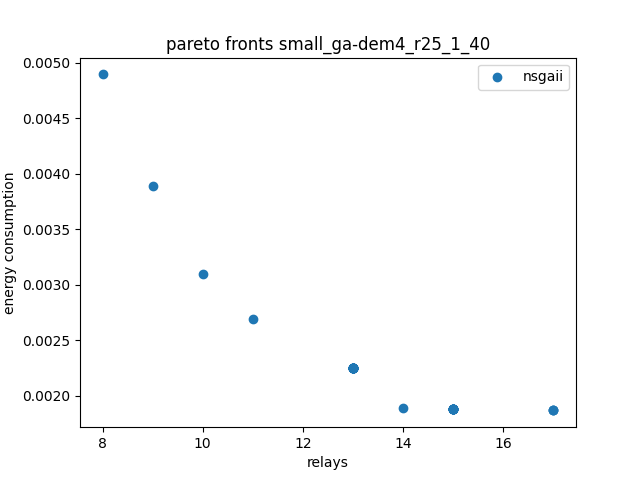 pareto fronts small_ga-dem4_r25_1_40
nsgaii
0.0050
0.0045
0.0040
0.0035
0.0030
0.0025
0.0020
energy consumption
8 10 12 14 16
relays